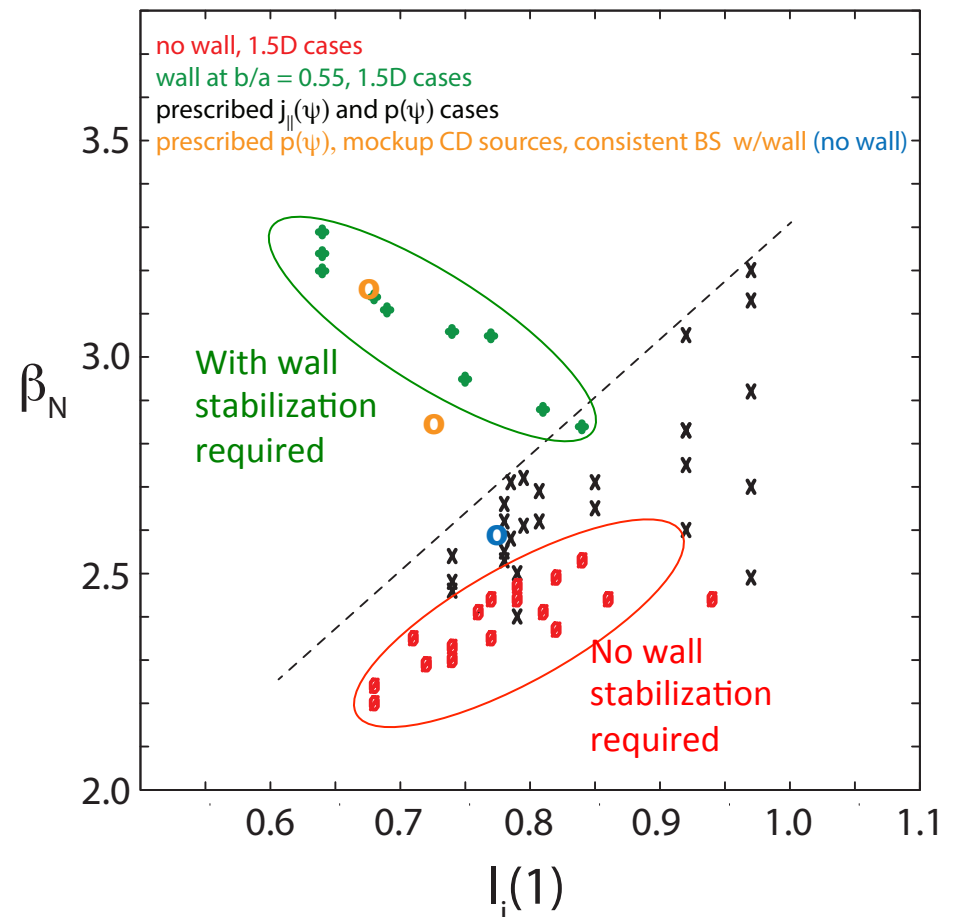 no wall, 1.5D cases
wall at b/a = 0.55, 1.5D cases
prescribed j||(ψ) and p(ψ) cases
prescribed p(ψ), mockup CD sources, consistent BS w/wall (no wall)
3.5
3.0
2.5
2.0
βN
With wall
stabilization
required
No wall
stabilization
required
0.6 0.7 0.8 0.9 1.0 1.1
li(1)